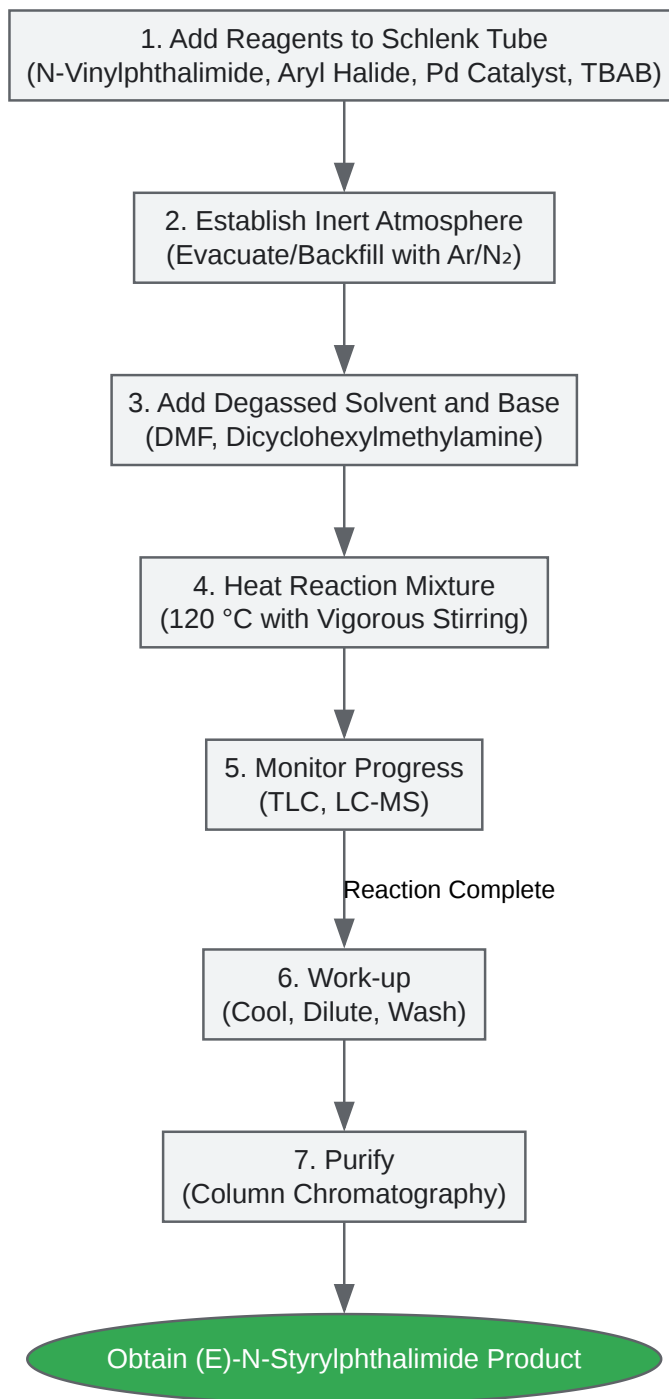 1. Add Reagents to Schlenk Tube
(N-Vinylphthalimide, Aryl Halide, Pd Catalyst, TBAB)
2. Establish Inert Atmosphere
(Evacuate/Backfill with Ar/N₂)
3. Add Degassed Solvent and Base
(DMF, Dicyclohexylmethylamine)
4. Heat Reaction Mixture
(120 °C with Vigorous Stirring)
5. Monitor Progress
(TLC, LC-MS)
Reaction Complete
6. Work-up
(Cool, Dilute, Wash)
7. Purify
(Column Chromatography)
Obtain (E)-N-Styrylphthalimide Product